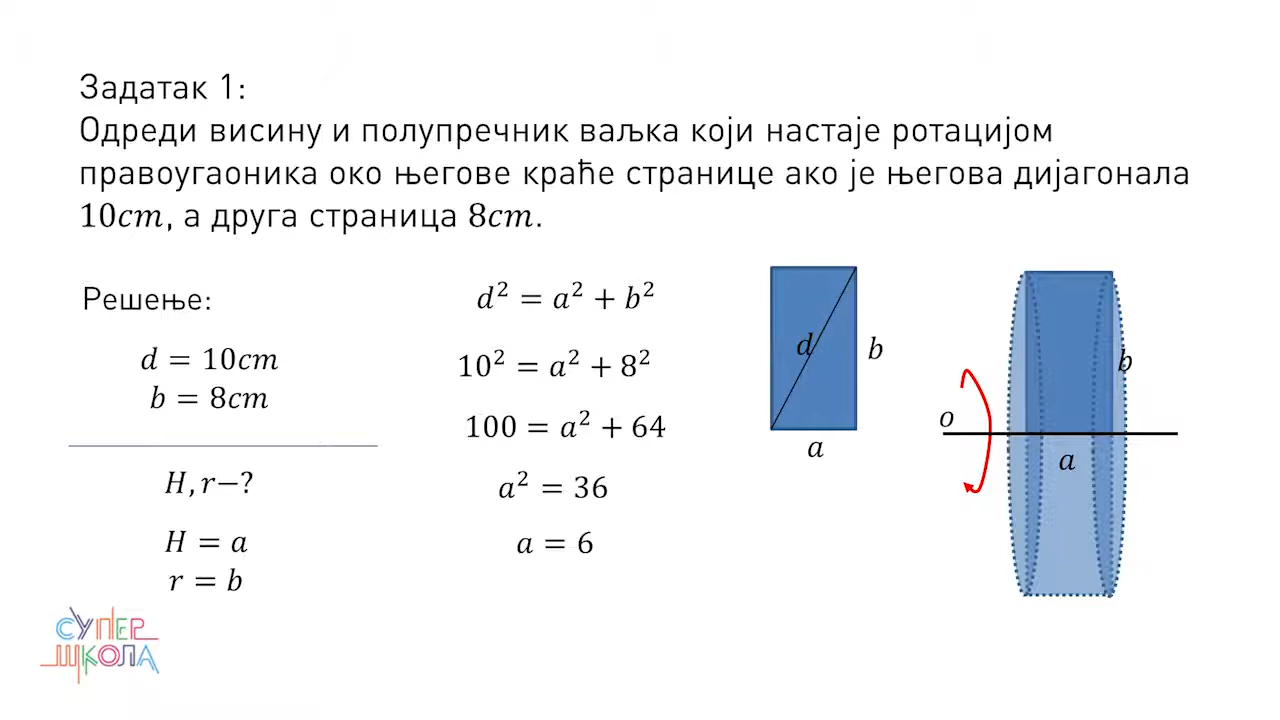 Задатак 1:
Одреди висину и полупречник ваљка који настаје ротацијом
правоугаоника око његове краће странице ако је његова дијагонала
10cm, а друга страница 8cm.
Решење:
d = 10cm
b = 8cm
H, r−?
H = a
r = b
d² = a² + b²
10² = a² + 8²
100 = a² + 64
a² = 36
a = 6
d
b
a
b
o
a
СУПЕР
ШКОЛА